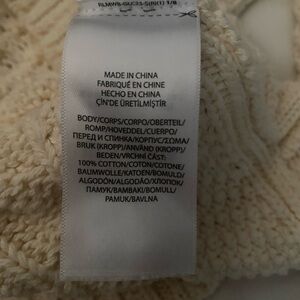 MADE IN CHINA
FABRIQUÉ EN CHINE
HECHO EN CHINA
ÇİN'DE ÜRETİLMİŞTİR
BODY/CORPS/CORPO/OBERTEIL/
ROMP/HOVEDDEL/CUERPO/
ПЕРЕД И СПИНКА/KORPUS/ΣΩΜΑ/
BRUK (KROPP)/ANVÄND (KROPP)/
BEDEN/VRCHNÍ ČÁST:
100% COTTON/COTON/COTONE/
BAUMWOLLE/KATOEN/BOMULD/
ALGODÓN/ALGODÃO/ХЛОПОК/
ΠΑΜΥΚ/BAMBAKI/BOMULL/
PAMUK/BAVLNA